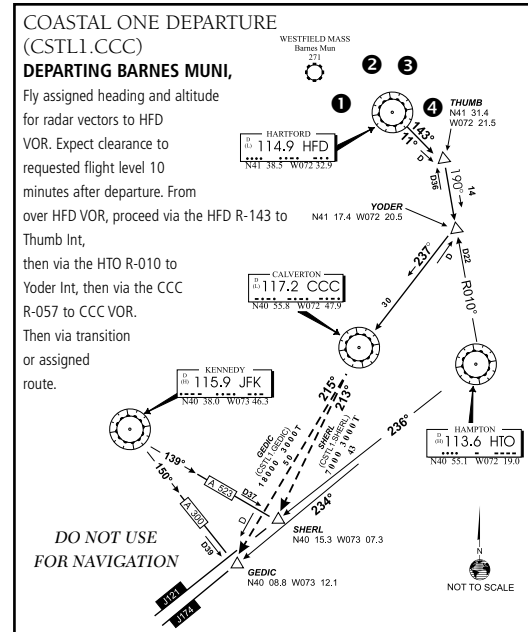 COASTAL ONE DEPARTURE
(CSTL1.CCC)
DEPARTING BARNES MUNI,
Fly assigned heading and altitude
for radar vectors to HFD
VOR. Expect clearance to
requested flight level 10
minutes after departure. From
over HFD VOR, proceed via the HFD R-143 to
Thumb Int,
then via the HTO R-010 to
Yoder Int, then via the CCC
R-057 to CCC VOR.
Then via transition
or assigned
route.
WESTFIELD MASS
Barnes Mun
271
1
2
3
4
HARTFORD
D
(L) 114.9 HFD
N41 38.5 W072 32.9
143°
11°
D
THUMB
N41 31.4
W072 21.5
D36
190°
14
YODER
N41 17.4 W072 20.5
237°
D
30
D22
R010°
CALVERTON
D
(L) 117.2 CCC
N40 55.8 W072 47.9
KENNEDY
D
(H) 115.9 JFK
N40 38.0 W073 46.3
HAMPTON
D
(H) 113.6 HTO
N40 55.1 W072 19.0
215°
213°
GEDIC
(CSTL1.GEDIC)
18000 3000T
50
SHERL
(CSTL1.SHERL)
7000 3000T
43
236°
234°
139°
A 523
D37
150°
A 300
D39
D
SHERL
N40 15.3 W073 07.3
GEDIC
N40 08.8 W073 12.1
J121
J174
DO NOT USE
FOR NAVIGATION
N
NOT TO SCALE